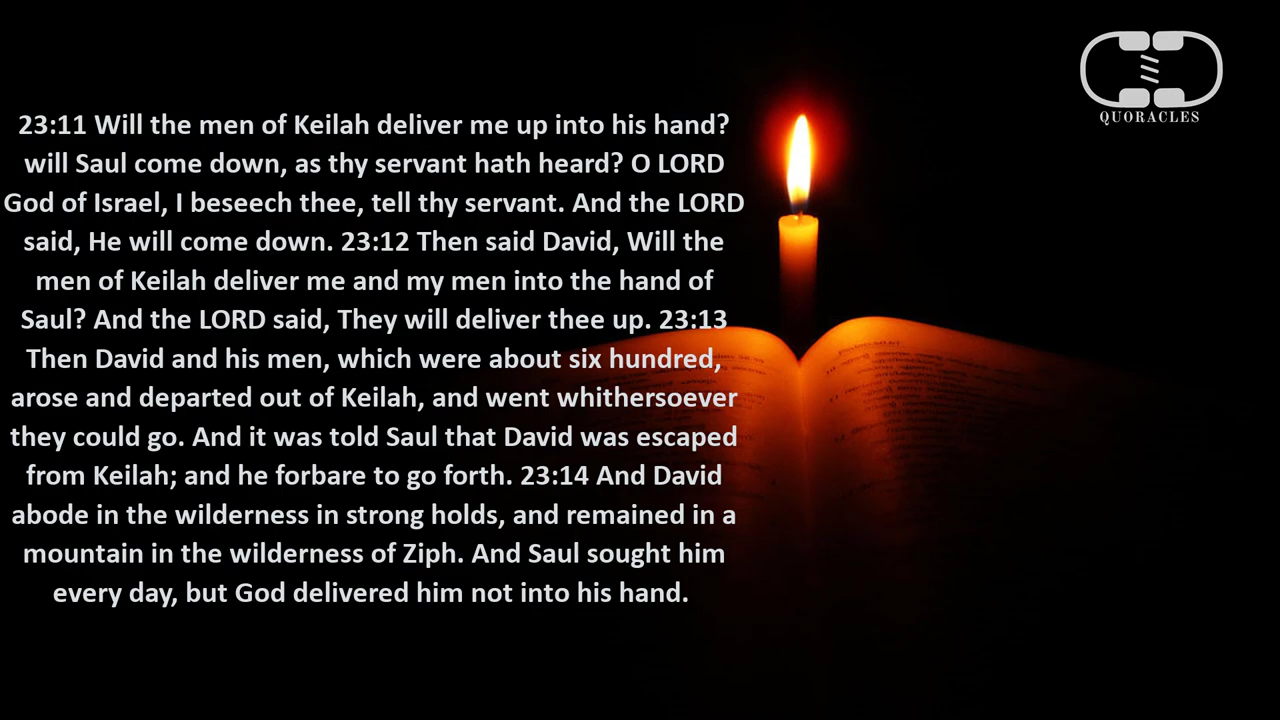 QUORACLES
23:11 Will the men of Keilah deliver me up into his hand?
will Saul come down, as thy servant hath heard? O LORD
God of Israel, I beseech thee, tell thy servant. And the LORD
said, He will come down. 23:12 Then said David, Will the
men of Keilah deliver me and my men into the hand of
Saul? And the LORD said, They will deliver thee up. 23:13
Then David and his men, which were about six hundred,
arose and departed out of Keilah, and went whithersoever
they could go. And it was told Saul that David was escaped
from Keilah; and he forbare to go forth. 23:14 And David
abode in the wilderness in strong holds, and remained in a
mountain in the wilderness of Ziph. And Saul sought him
every day, but God delivered him not into his hand.